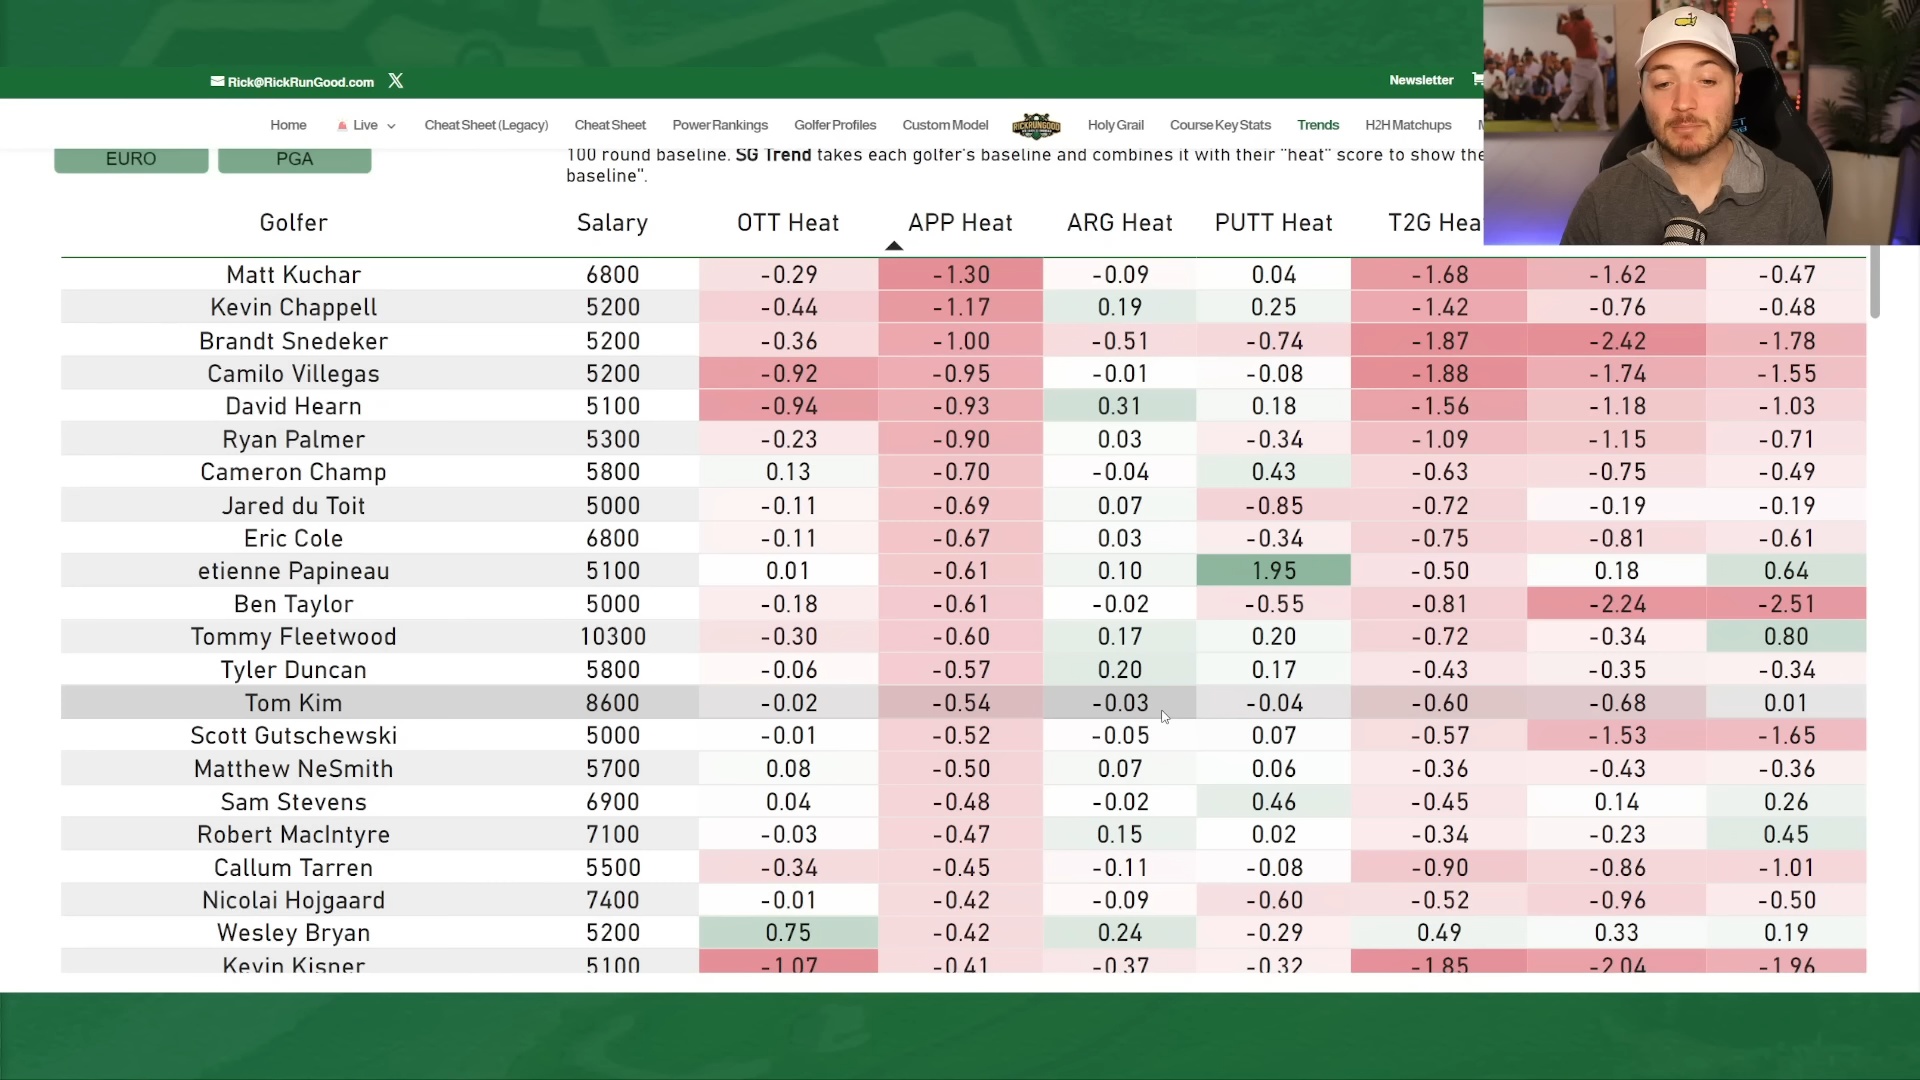 Rick@RickRunGood.com
Newsletter
Home Live Cheat Sheet (Legacy) Cheat Sheet Power Rankings Golfer Profiles Custom Model RICKRUNGOOD Holy Grail Course Key Stats Trends H2H Matchups
EURO PGA
100 round baseline. SG Trend takes each golfer's baseline and combines it with their "heat" score to show the
baseline".
Golfer Salary OTT Heat APP Heat ARG Heat PUTT Heat T2G Hea
Matt Kuchar 6800 -0.29 -1.30 -0.09 0.04 -1.68 -1.62 -0.47
Kevin Chappell 5200 -0.44 -1.17 0.19 0.25 -1.42 -0.76 -0.48
Brandt Snedeker 5200 -0.36 -1.00 -0.51 -0.74 -1.87 -2.42 -1.78
Camilo Villegas 5200 -0.92 -0.95 -0.01 -0.08 -1.88 -1.74 -1.55
David Hearn 5100 -0.94 -0.93 0.31 0.18 -1.56 -1.18 -1.03
Ryan Palmer 5300 -0.23 -0.90 0.03 -0.34 -1.09 -1.15 -0.71
Cameron Champ 5800 0.13 -0.70 -0.04 0.43 -0.63 -0.75 -0.49
Jared du Toit 5000 -0.11 -0.69 0.07 -0.85 -0.72 -0.19 -0.19
Eric Cole 6800 -0.11 -0.67 0.03 -0.34 -0.75 -0.81 -0.61
etienne Papineau 5100 0.01 -0.61 0.10 1.95 -0.50 0.18 0.64
Ben Taylor 5000 -0.18 -0.61 -0.02 -0.55 -0.81 -2.24 -2.51
Tommy Fleetwood 10300 -0.30 -0.60 0.17 0.20 -0.72 -0.34 0.80
Tyler Duncan 5800 -0.06 -0.57 0.20 0.17 -0.43 -0.35 -0.34
Tom Kim 8600 -0.02 -0.54 -0.03 -0.04 -0.60 -0.68 0.01
Scott Gutschewski 5000 -0.01 -0.52 -0.05 0.07 -0.57 -1.53 -1.65
Matthew NeSmith 5700 0.08 -0.50 0.07 0.06 -0.36 -0.43 -0.36
Sam Stevens 6900 0.04 -0.48 -0.02 0.46 -0.45 0.14 0.26
Robert MacIntyre 7100 -0.03 -0.47 0.15 0.02 -0.34 -0.23 0.45
Callum Tarren 5500 -0.34 -0.45 -0.11 -0.08 -0.90 -0.86 -1.01
Nicolai Hojgaard 7400 -0.01 -0.42 -0.09 -0.60 -0.52 -0.96 -0.50
Wesley Bryan 5200 0.75 -0.42 0.24 -0.29 0.49 0.33 0.19
Kevin Kisner 5100 -1.07 -0.41 -0.37 -0.32 -1.85 -2.04 -1.96